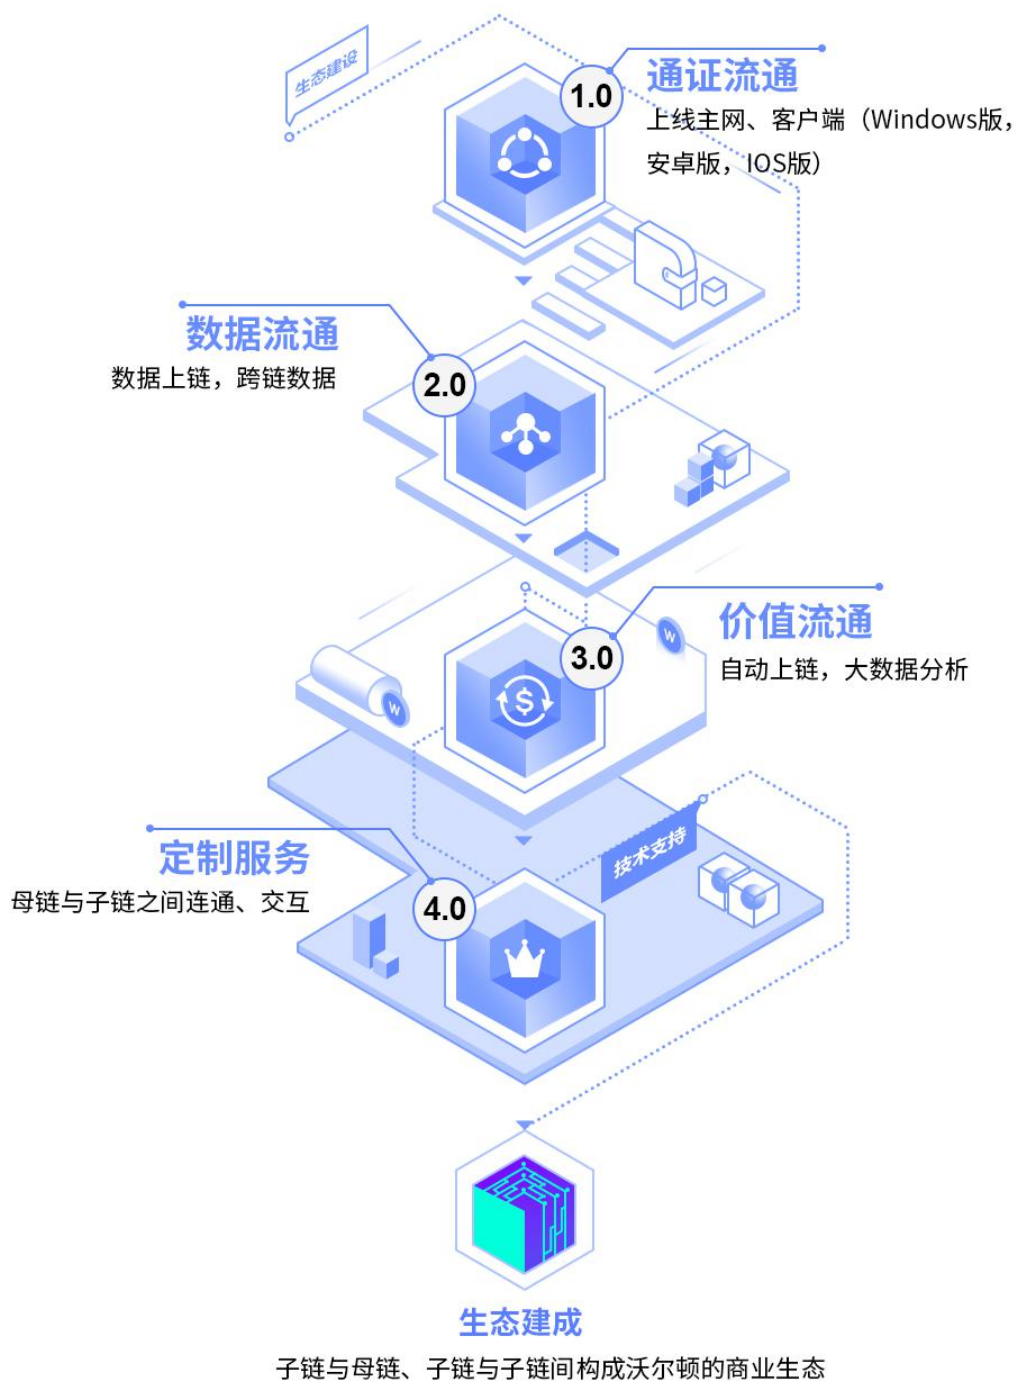 生态建设
1.0
通证流通
上线主网、客户端（Windows版，
安卓版，IOS版）
数据流通
数据上链，跨链数据
2.0
价值流通
3.0
自动上链，大数据分析
W
W
技术支持
定制服务
母链与子链之间连通、交互
4.0
生态建成
子链与母链、子链与子链间构成沃尔顿的商业生态